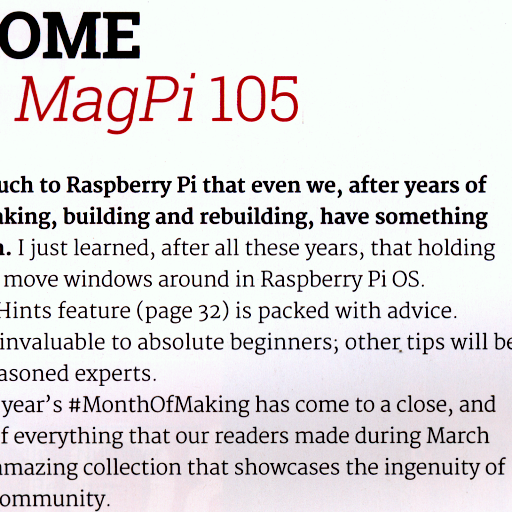 OME
MagPi 105
uch to Raspberry Pi that even we, after years of
aking, building and rebuilding, have something
n. I just learned, after all these years, that holding
move windows around in Raspberry Pi OS.
Hints feature (page 32) is packed with advice.
invaluable to absolute beginners; other tips will be
asoned experts.
year's #MonthOfMaking has come to a close, and
f everything that our readers made during March
amazing collection that showcases the ingenuity of
ommunity.